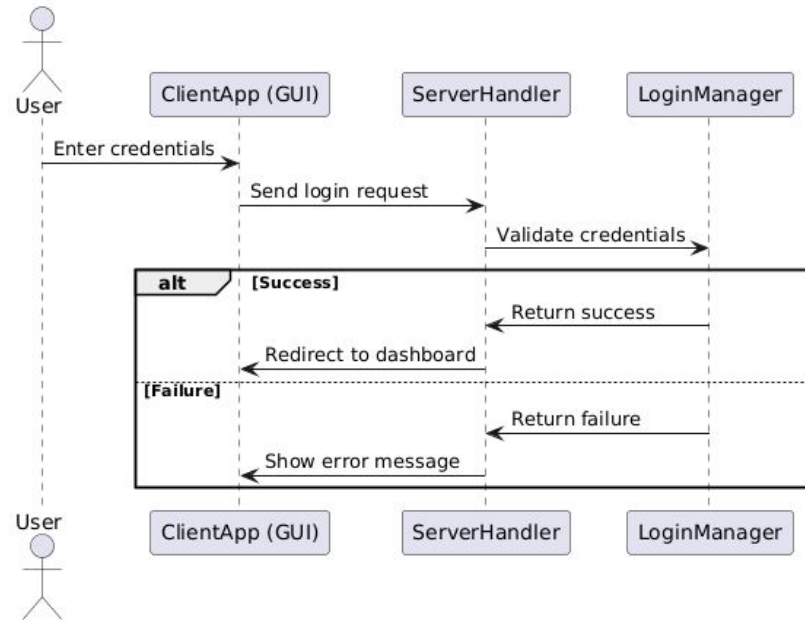 User
ClientApp (GUI) ServerHandler LoginManager
Enter credentials
Send login request
Validate credentials
alt [Success]
Return success
Redirect to dashboard
[Failure]
Return failure
Show error message
User
ClientApp (GUI) ServerHandler LoginManager